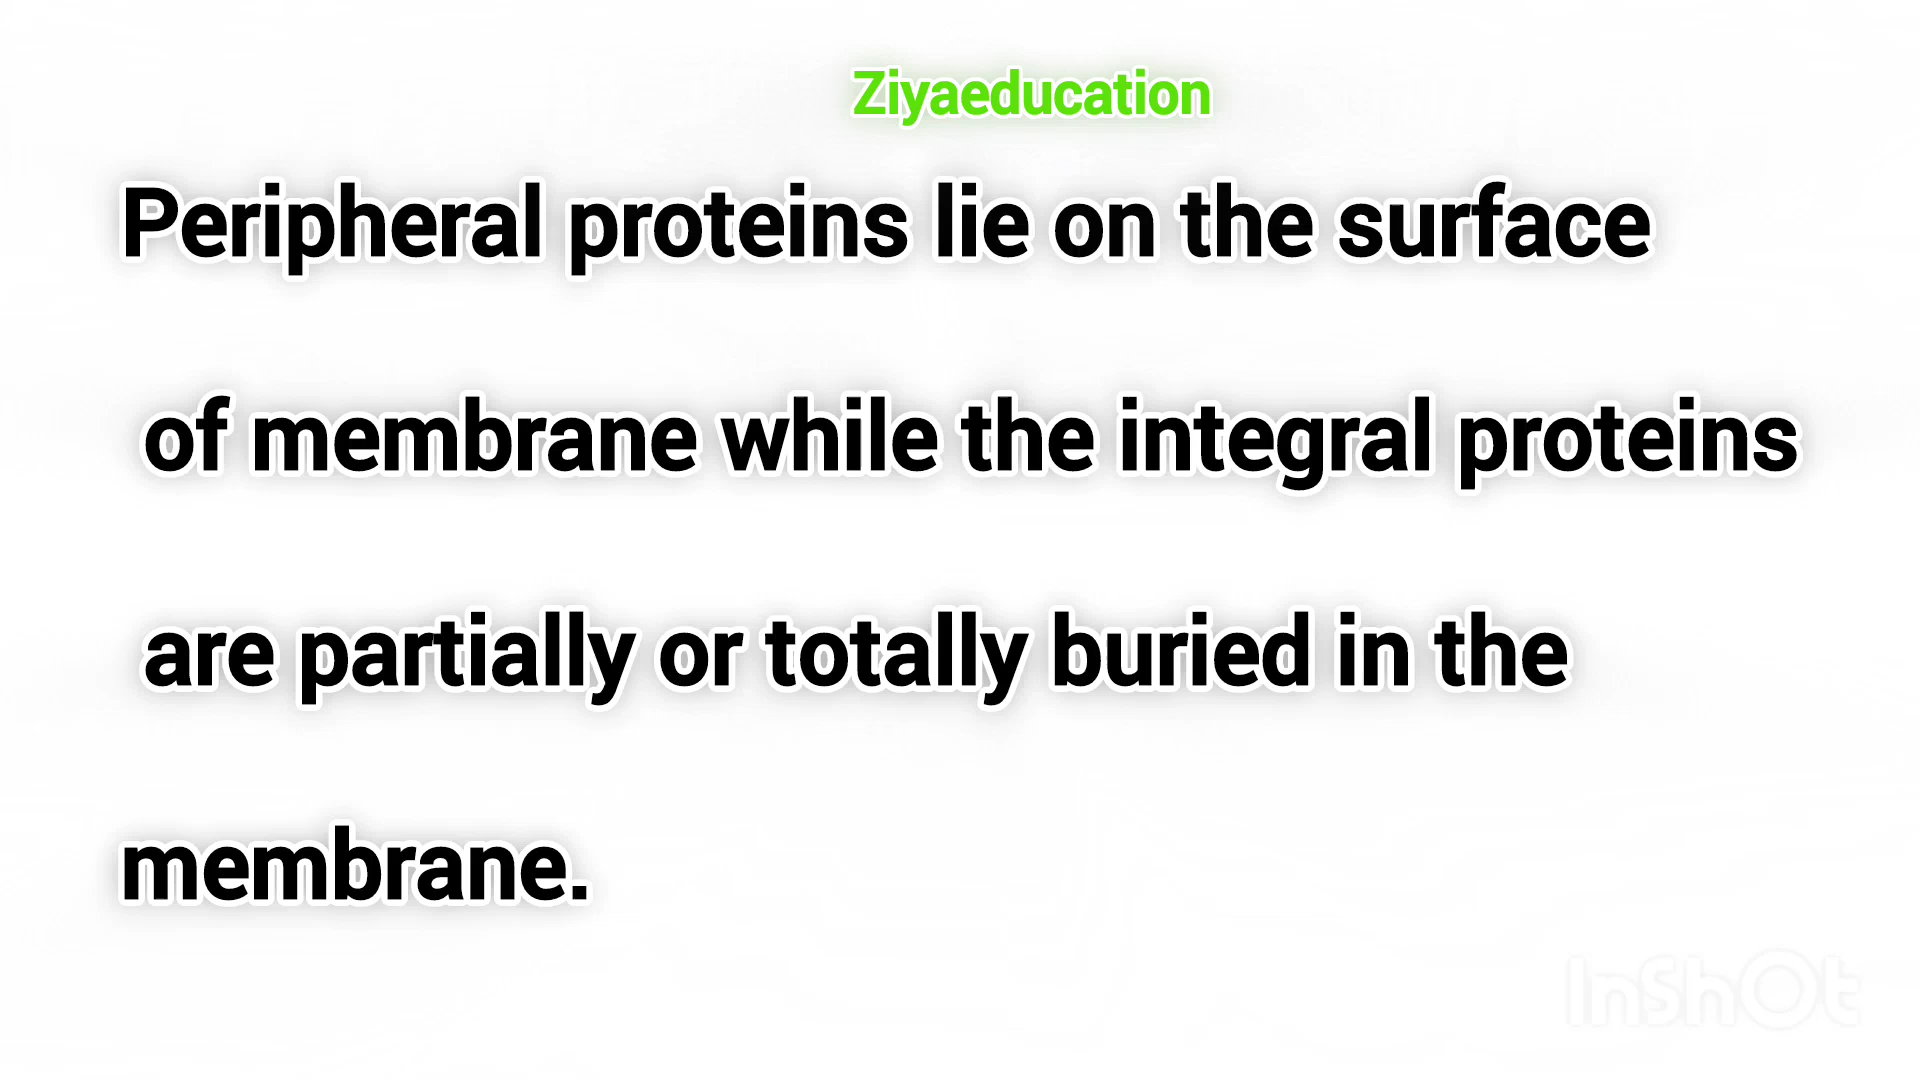 Ziyaeducation
Peripheral proteins lie on the surface
of membrane while the integral proteins
are partially or totally buried in the
membrane.
InShOt